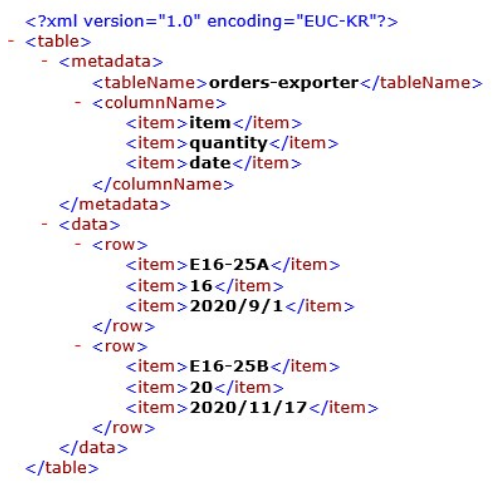 <?xml version="1.0" encoding="EUC-KR"?>
- <table>
- <metadata>
<tableName>orders-exporter</tableName>
- <columnName>
<item>item</item>
<item>quantity</item>
<item>date</item>
</columnName>
</metadata>
- <data>
- <row>
<item>E16-25A</item>
<item>16</item>
<item>2020/9/1</item>
</row>
- <row>
<item>E16-25B</item>
<item>20</item>
<item>2020/11/17</item>
</row>
</data>
</table>